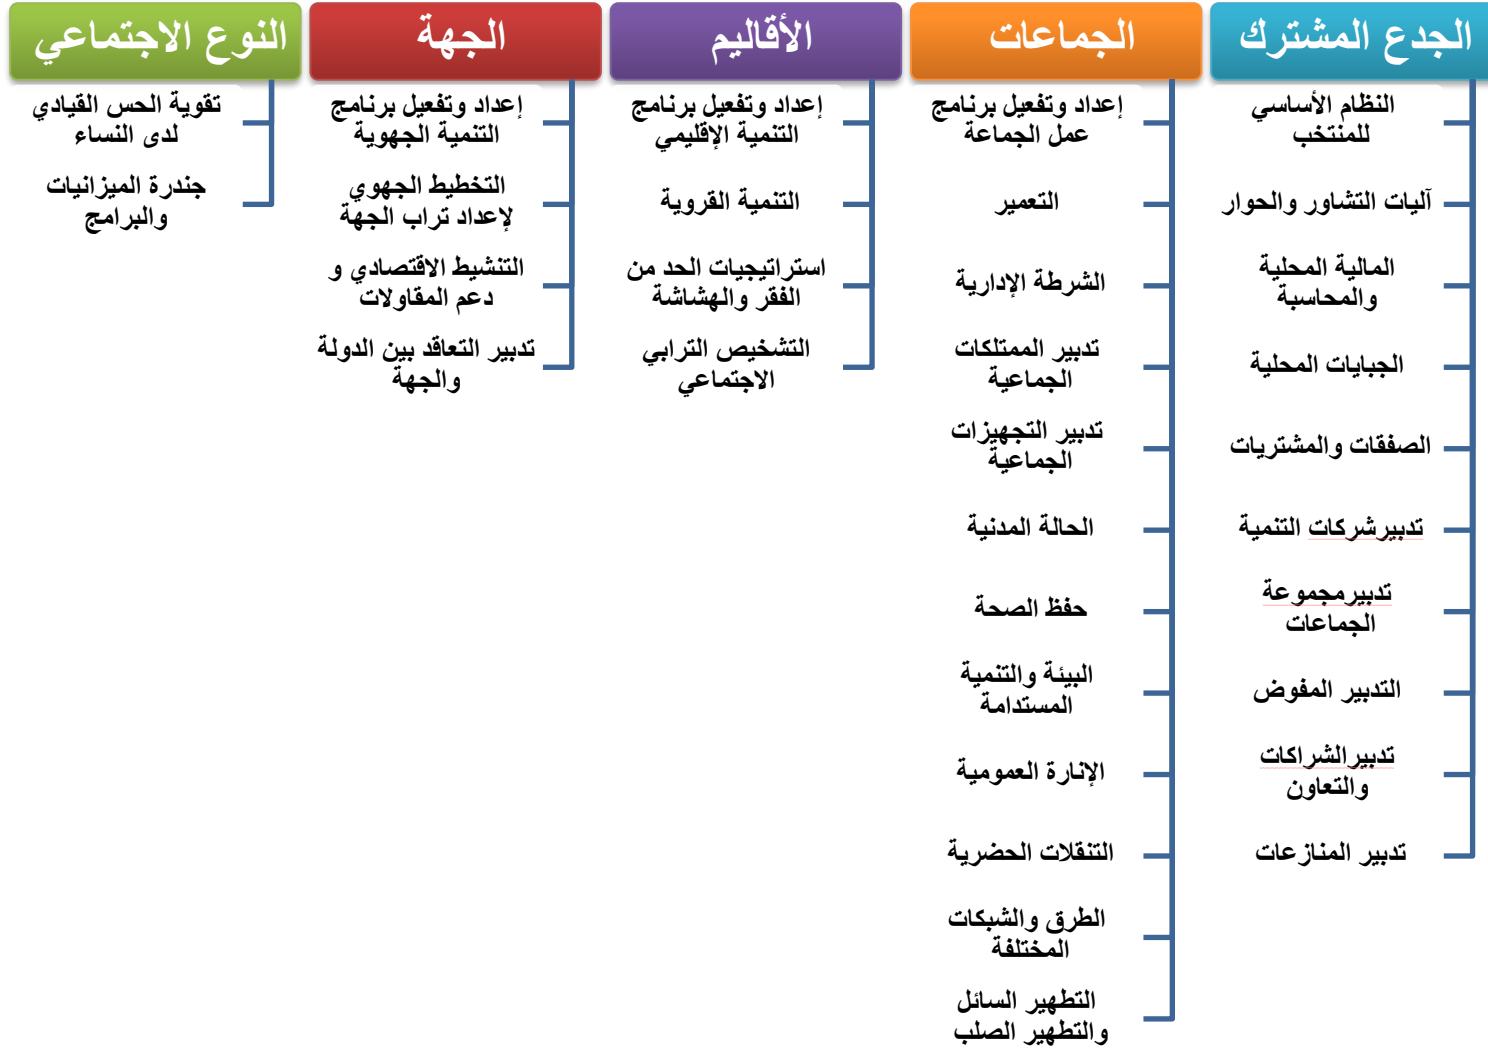 الجدع المشترك
النظام الأساسي
للمنتخب
آليات التشاور والحوار
المالية المحلية
والمحاسبة
الجبايات المحلية
الصفقات والمشتريات
تدبيرشركات التنمية
تدبيرمجموعة
الجماعات
التدبير المفوض
تدبيرالشراكات
والتعاون
تدبير المنازعات
الجماعات
إعداد وتفعيل برنامج
عمل الجماعة
التعمير
الشرطة الإدارية
تدبير الممتلكات
الجماعية
تدبير التجهيزات
الجماعية
الحالة المدنية
حفظ الصحة
البيئة والتنمية
المستدامة
الإنارة العمومية
التنقلات الحضرية
الطرق والشبكات
المختلفة
التطهير السائل
والتطهير الصلب
الأقاليم
إعداد وتفعيل برنامج
التنمية الإقليمي
التنمية القروية
استراتيجيات الحد من
الفقر والهشاشة
التشخيص الترابي
الاجتماعي
الجهة
إعداد وتفعيل برنامج
التنمية الجهوية
التخطيط الجهوي
لإعداد تراب الجهة
التنشيط الاقتصادي و
دعم المقاولات
تدبير التعاقد بين الدولة
والجهة
النوع الاجتماعي
تقوية الحس القيادي
لدى النساء
جندرة الميزانيات
والبرامج